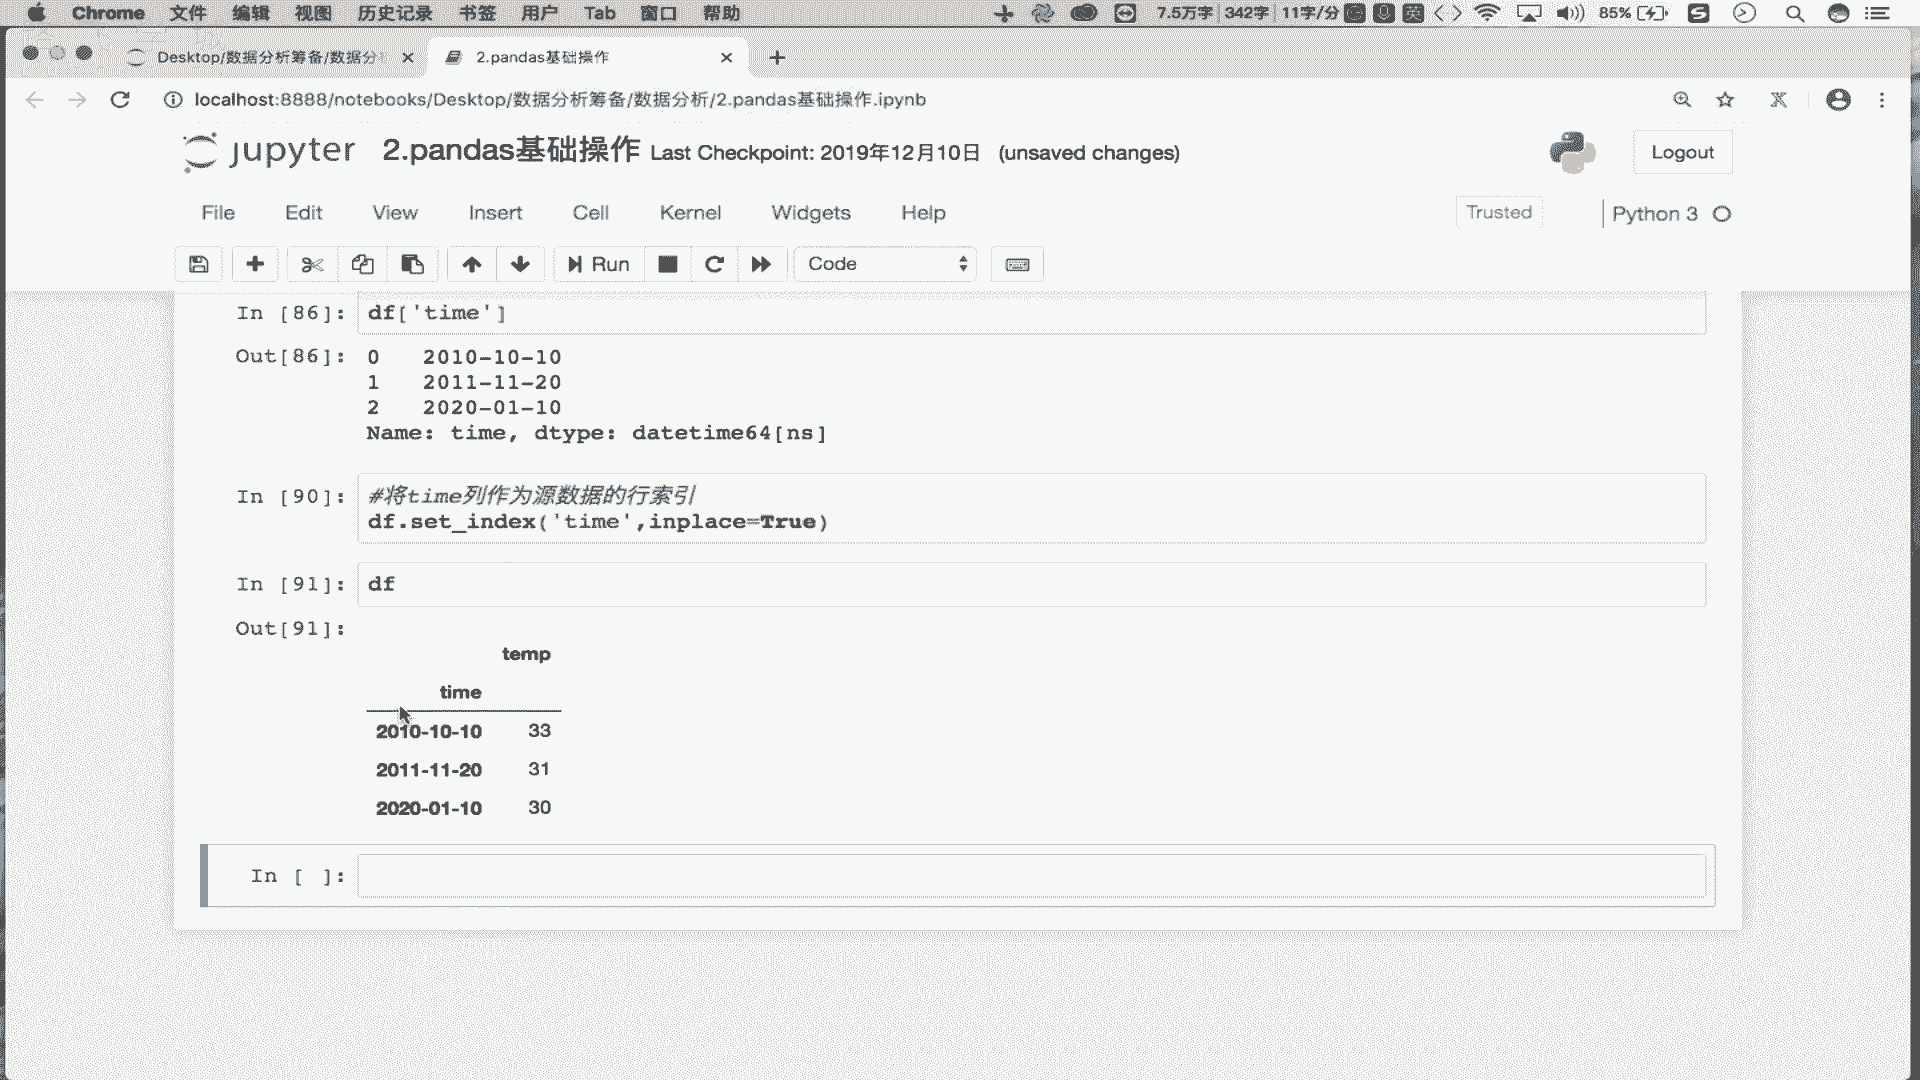 Chrome 文件 编辑 视图 历史记录 书签 用户 Tab 窗口 帮助 7.5万字 342字 11字/分 英 85%
Desktop/数据分析筹备/数据分析
2.pandas基础操作
localhost:8888/notebooks/Desktop/数据分析筹备/数据分析/2.pandas基础操作.ipynb
jupyter 2.pandas基础操作 Last Checkpoint: 2019年12月10日 (unsaved changes)
Logout
File Edit View Insert Cell Kernel Widgets Help Trusted Python 3
Run Code
In [86]: df['time']
Out[86]: 0 2010-10-10
1 2011-11-20
2 2020-01-10
Name: time, dtype: datetime64[ns]
In [90]: #将time列作为源数据的行索引
df.set_index('time',inplace=True)
In [91]: df
Out[91]:
temp
time
2010-10-10 33
2011-11-20 31
2020-01-10 30
In [ ]: